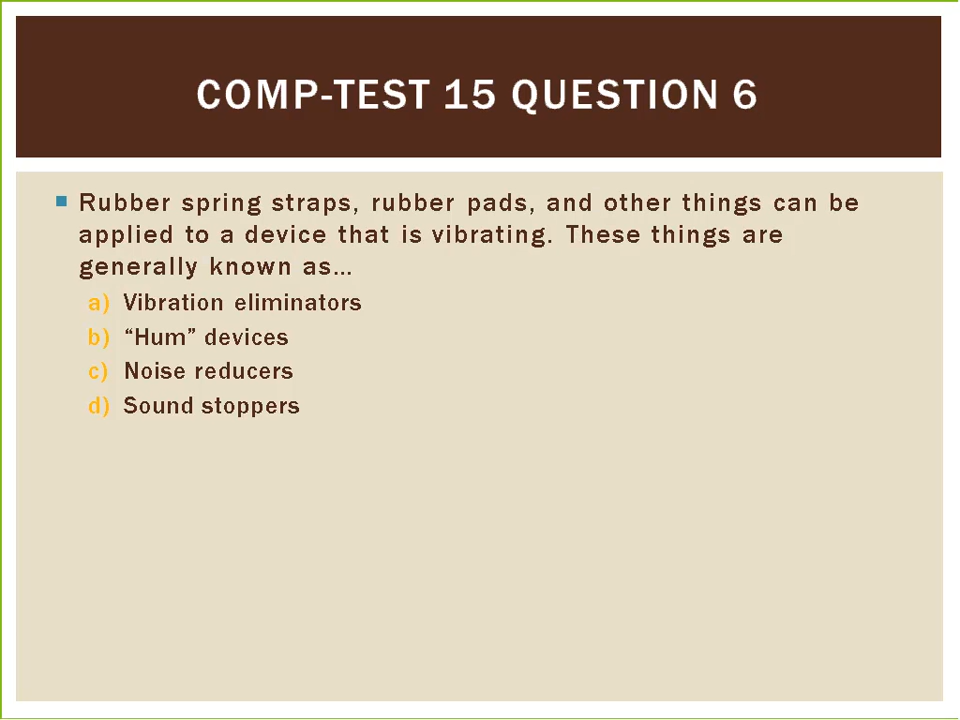 COMP-TEST 15 QUESTION 6
Rubber spring straps, rubber pads, and other things can be
applied to a device that is vibrating. These things are
generally known as…
a) Vibration eliminators
b) “Hum” devices
c) Noise reducers
d) Sound stoppers